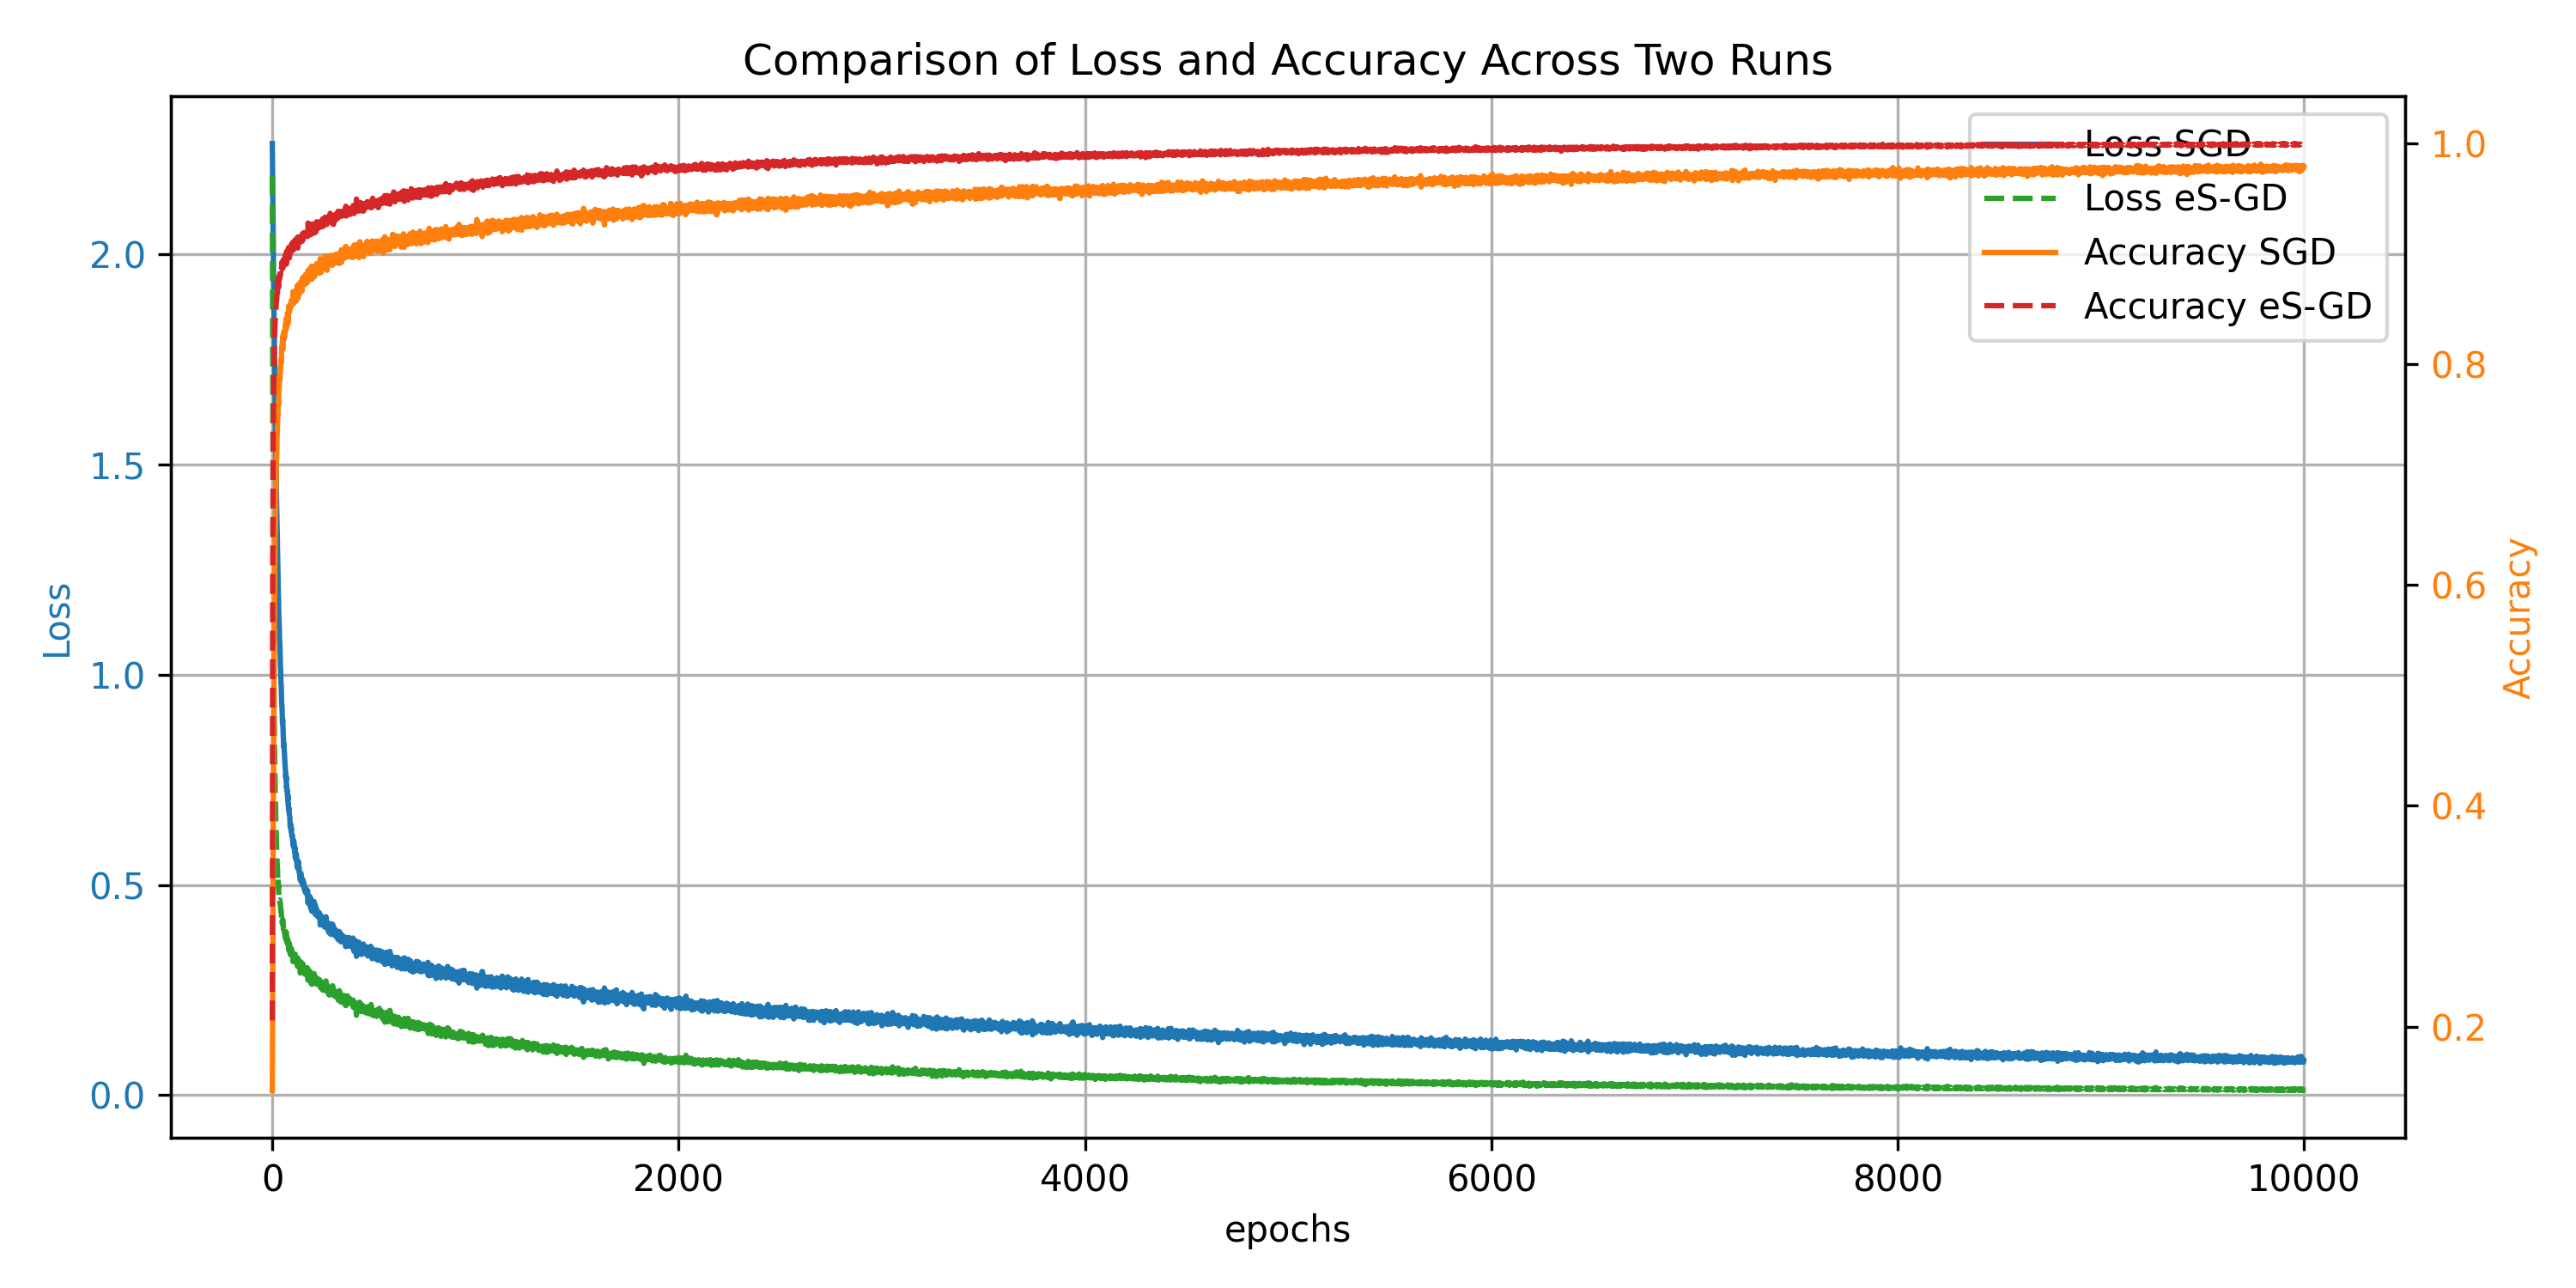 Comparison of Loss and Accuracy Across Two Runs
Loss SGD
Loss eS-GD
Accuracy SGD
Accuracy eS-GD
2.0
1.5
1.0
0.5
0.0
Loss
1.0
0.8
0.6
0.4
0.2
Accuracy
0 2000 4000 6000 8000 10000
epochs